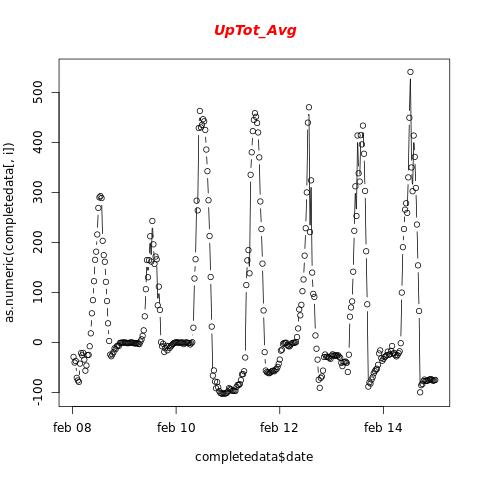 UpTot_Avg
as.numeric(completedata[, i])
500
400
300
200
100
0
-100
feb 08
feb 10
feb 12
feb 14
completedata$date